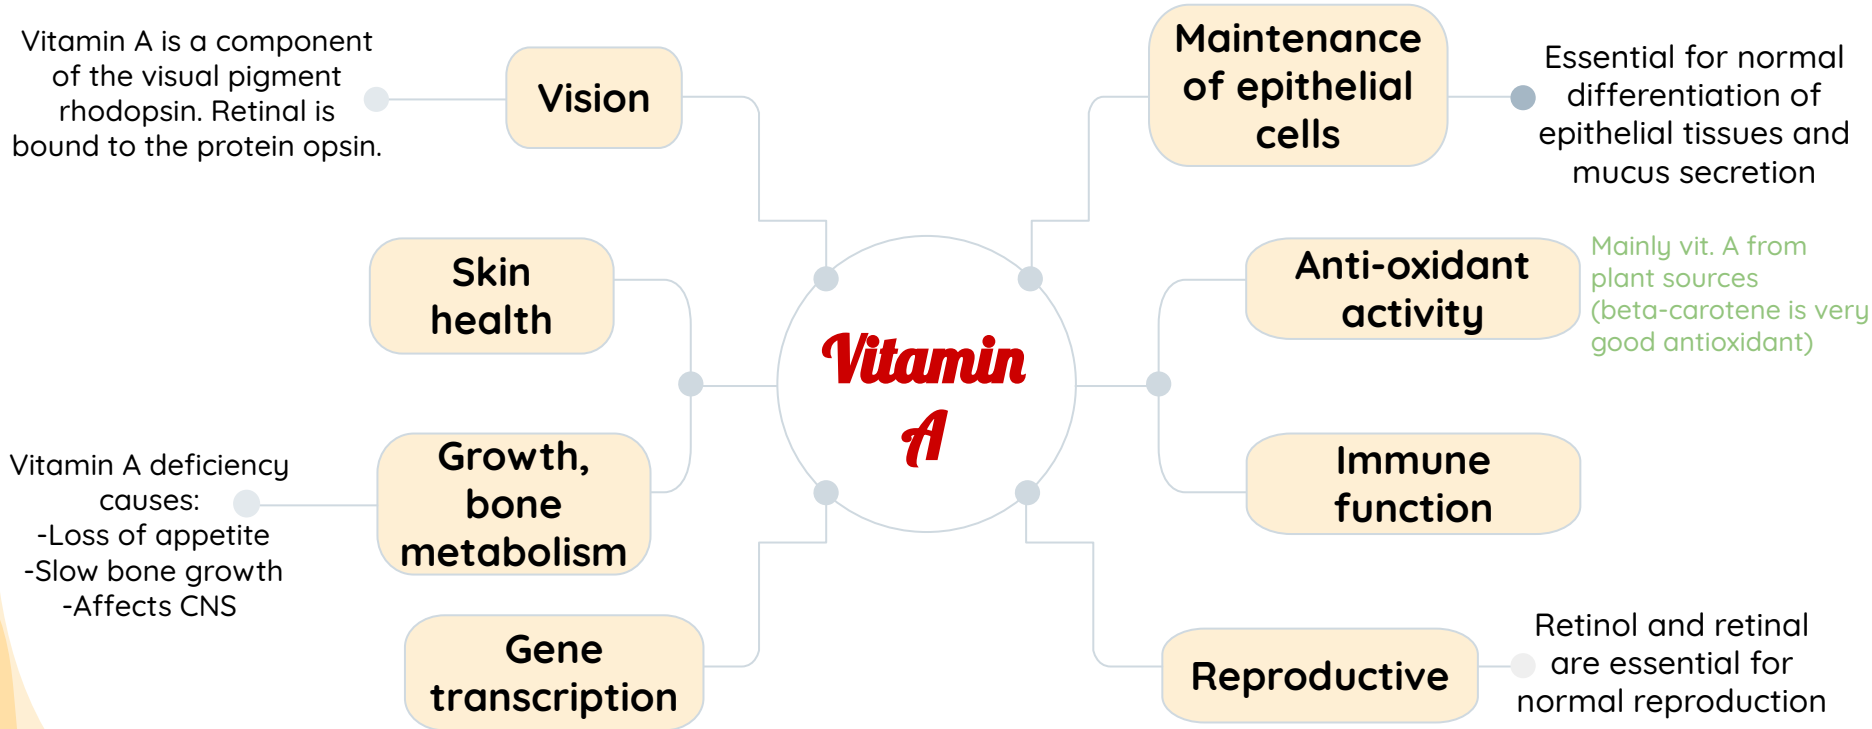 Vitamin A is a component
of the visual pigment
rhodopsin. Retinal is
bound to the protein opsin.
Vision
Maintenance
of epithelial
cells
Essential for normal
differentiation of
epithelial tissues and
mucus secretion
Skin
health
Anti-oxidant
activity
Mainly vit. A from
plant sources
(beta-carotene is very
good antioxidant)
Vitamin
A
Vitamin A deficiency
causes:
-Loss of appetite
-Slow bone growth
-Affects CNS
Growth,
bone
metabolism
Immune
function
Gene
transcription
Reproductive
Retinol and retinal
are essential for
normal reproduction